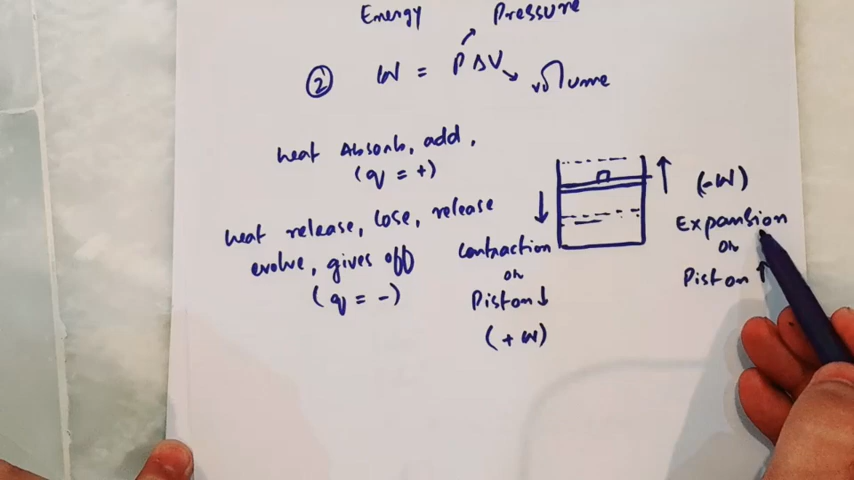 Energy Pressure
② W = PΔV
volume
heat Absorb, add,
(q = +)
heat release, lose, release
evolve, gives off
(q = -)
Contraction
or
Piston ↓
(+W)
(-W)
Expansion
or
Piston ↑